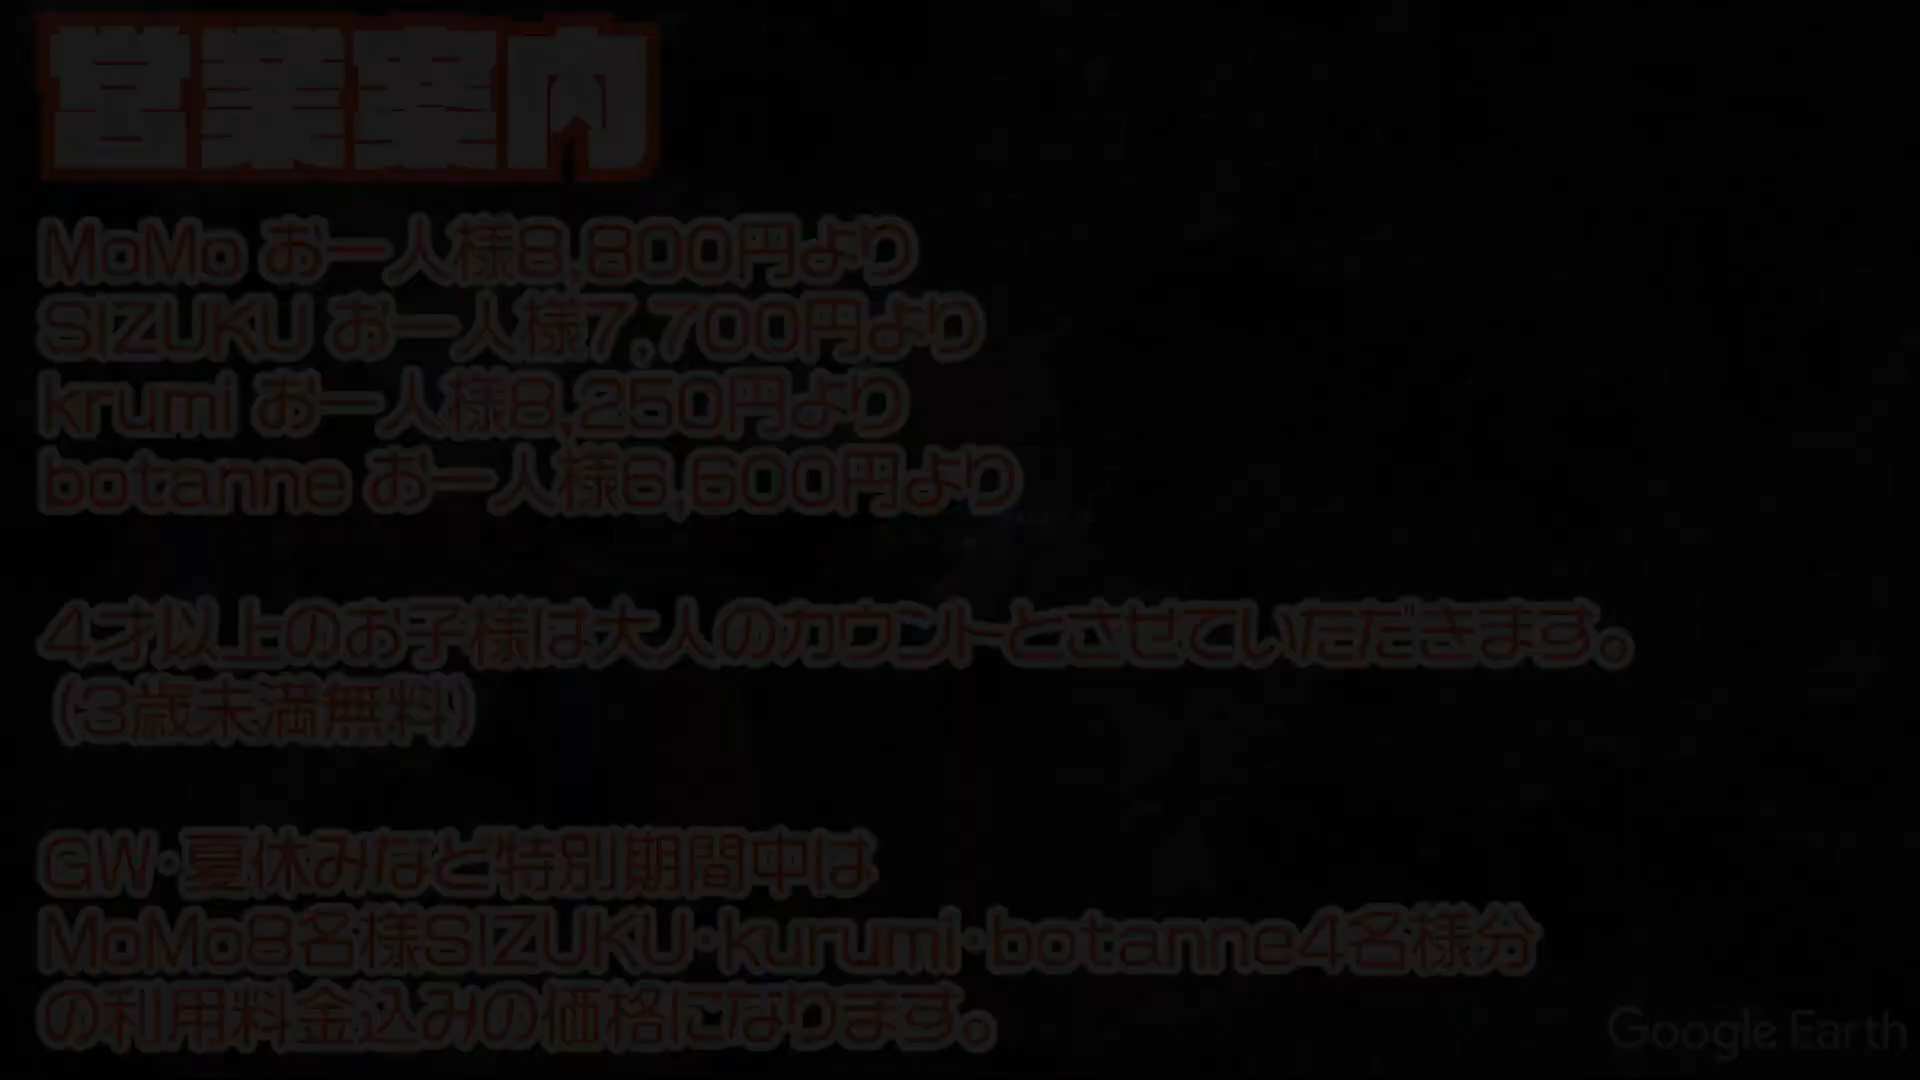 営業案内
MoMo お一人様8,800円より
SIZUKU お一人様7,700円より
krumi お一人様8,250円より
botanne お一人様6,600円より
4才以上のお子様は大人のカウントとさせていただきます。
(3歳未満無料)
GW・夏休みなど特別期間中は
MoMo8名様SIZUKU・kurumi・botanne4名様分
の利用料金込みの価格になります。
Google Earth